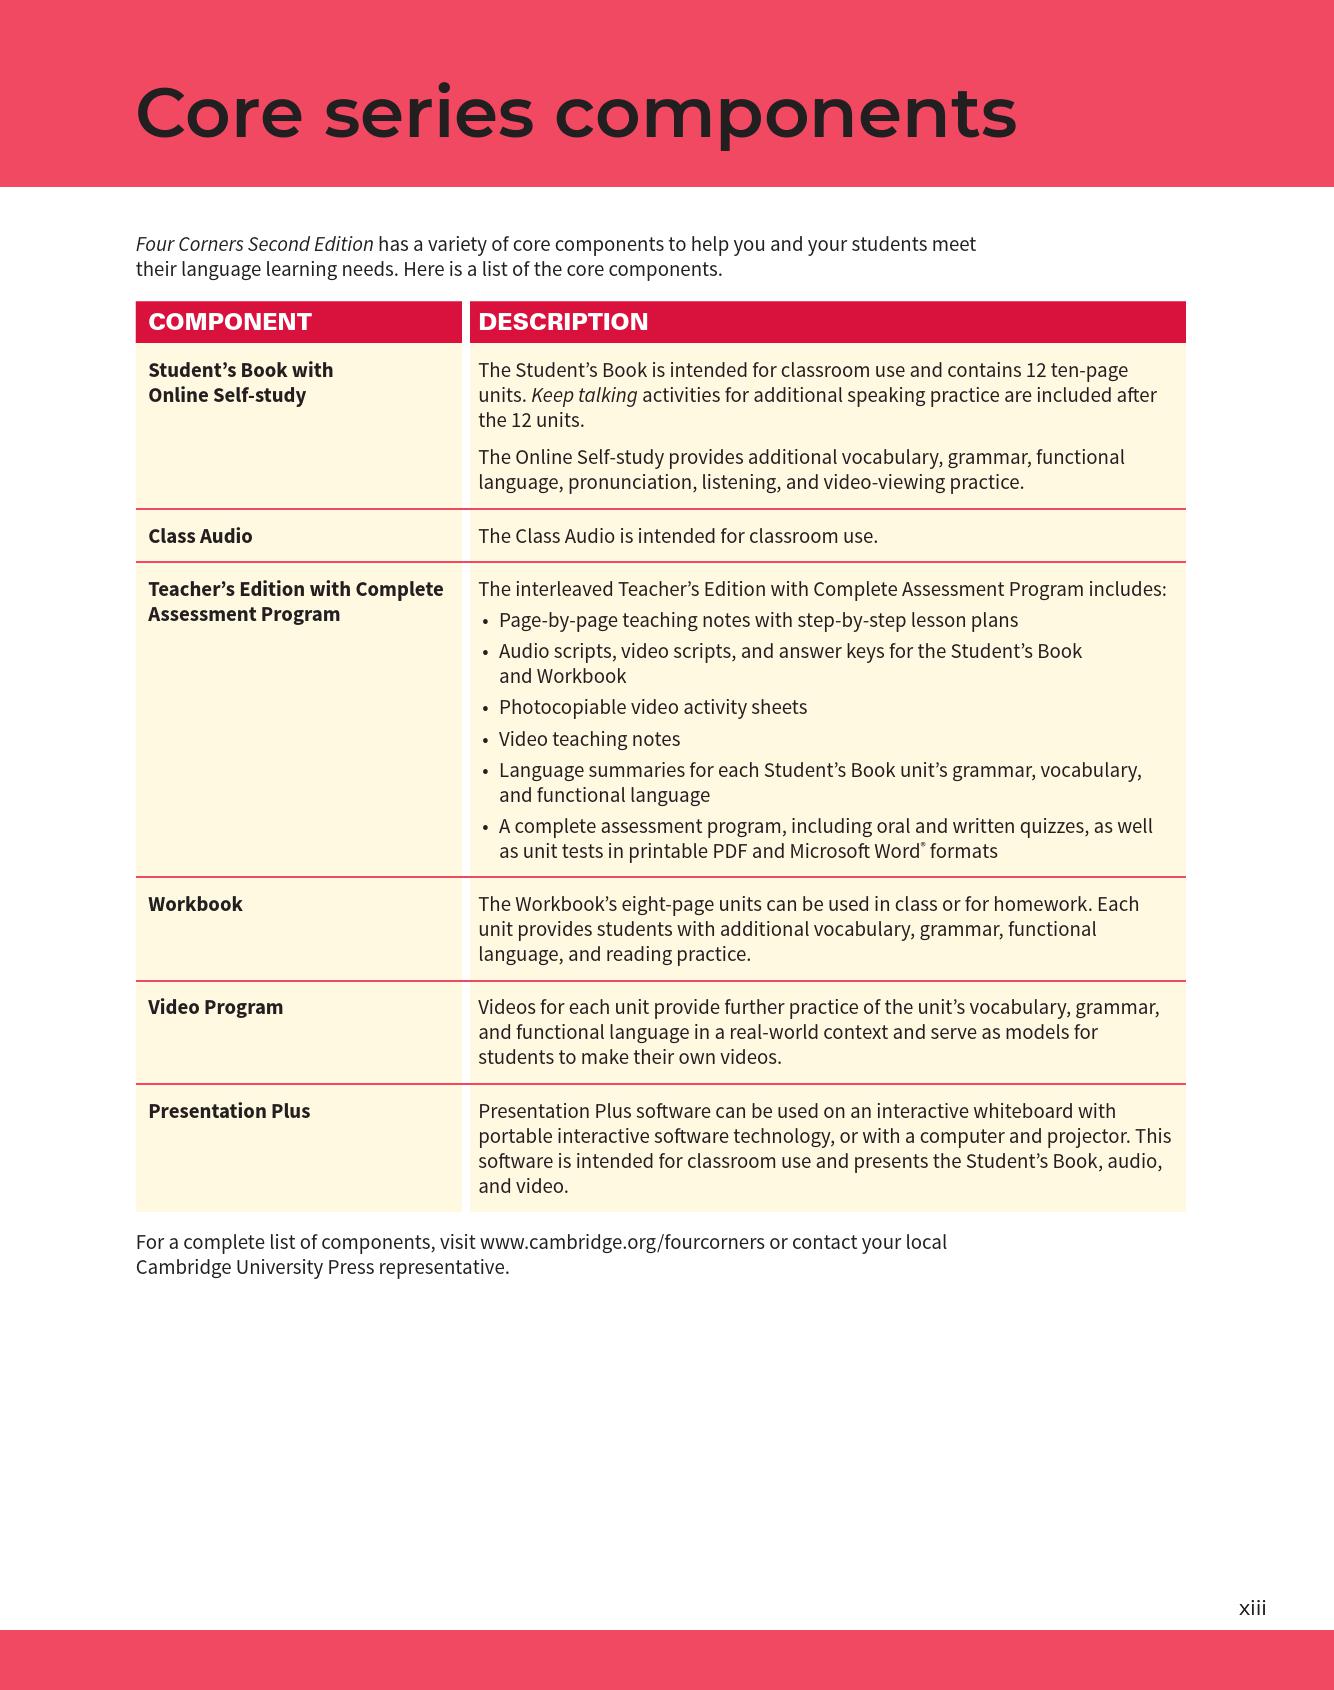 Core series components
Four Corners Second Edition has a variety of core components to help you and your students meet
their language learning needs. Here is a list of the core components.
COMPONENT
DESCRIPTION
Student’s Book with
Online Self-study
The Student’s Book is intended for classroom use and contains 12 ten-page
units. Keep talking activities for additional speaking practice are included after
the 12 units.
The Online Self-study provides additional vocabulary, grammar, functional
language, pronunciation, listening, and video-viewing practice.
Class Audio
The Class Audio is intended for classroom use.
Teacher’s Edition with Complete
Assessment Program
The interleaved Teacher’s Edition with Complete Assessment Program includes:
• Page-by-page teaching notes with step-by-step lesson plans
• Audio scripts, video scripts, and answer keys for the Student’s Book
and Workbook
• Photocopiable video activity sheets
• Video teaching notes
• Language summaries for each Student’s Book unit’s grammar, vocabulary,
and functional language
• A complete assessment program, including oral and written quizzes, as well
as unit tests in printable PDF and Microsoft Word® formats
Workbook
The Workbook’s eight-page units can be used in class or for homework. Each
unit provides students with additional vocabulary, grammar, functional
language, and reading practice.
Video Program
Videos for each unit provide further practice of the unit’s vocabulary, grammar,
and functional language in a real-world context and serve as models for
students to make their own videos.
Presentation Plus
Presentation Plus software can be used on an interactive whiteboard with
portable interactive software technology, or with a computer and projector. This
software is intended for classroom use and presents the Student’s Book, audio,
and video.
For a complete list of components, visit www.cambridge.org/fourcorners or contact your local
Cambridge University Press representative.
xiii